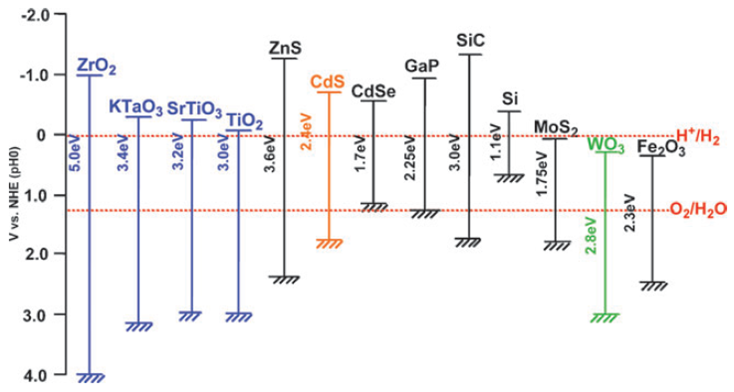 -2.0
-1.0
0
1.0
2.0
3.0
4.0
V vs. NHE (pH0)
ZrO₂
5.0eV
KTaO₃
3.4eV
SrTiO₃
3.2eV
TiO₂
3.0eV
ZnS
3.6eV
CdS
2.4eV
CdSe
1.7eV
GaP
2.25eV
SiC
3.0eV
Si
1.1eV
MoS₂
1.75eV
WO₃
2.8eV
Fe₂O₃
2.3eV
H⁺/H₂
O₂/H₂O